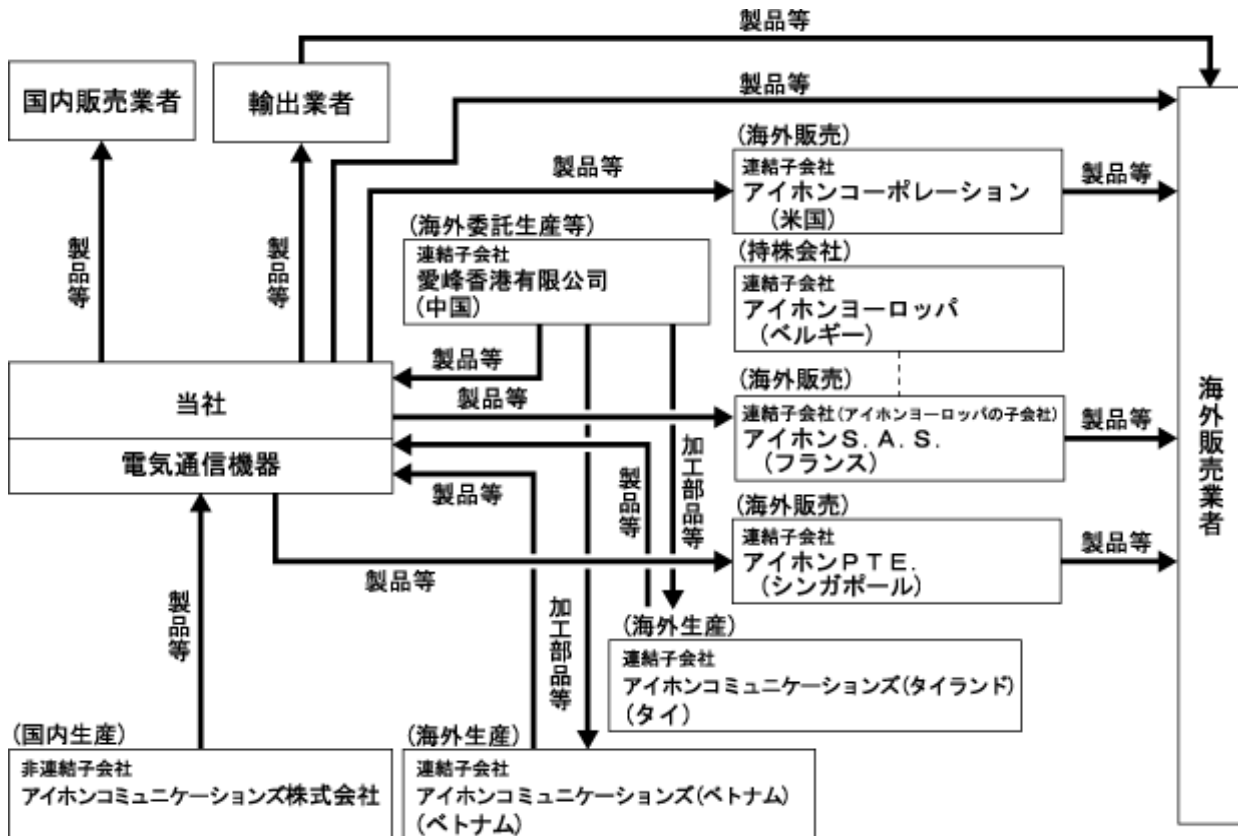 製品等
国内販売業者
輸出業者
製品等
(海外販売)
連結子会社
アイホンコーポレーション
(米国)
製品等
製品等
(海外委託生産等)
連結子会社
愛峰香港有限公司
(中国)
(持株会社)
連結子会社
アイホンヨーロッパ
(ベルギー)
製品等
製品等
製品等
当社
電気通信機器
製品等
(海外販売)
連結子会社(アイホンヨーロッパの子会社)
アイホンS.A.S.
(フランス)
製品等
海外販売業者
製品等
製品等
加工部品等
(海外販売)
連結子会社
アイホンPTE.
(シンガポール)
製品等
製品等
製品等
加工部品等
(海外生産)
連結子会社
アイホンコミュニケーションズ(タイランド)
(タイ)
(国内生産)
非連結子会社
アイホンコミュニケーションズ株式会社
(海外生産)
連結子会社
アイホンコミュニケーションズ(ベトナム)
(ベトナム)